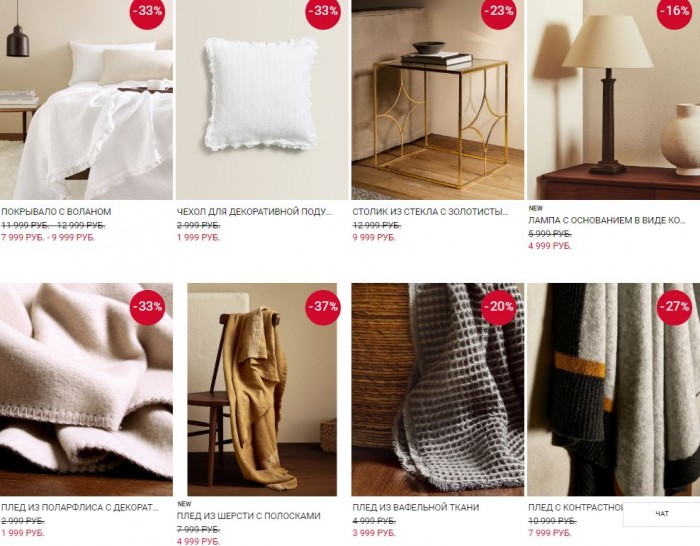 -33%
-33%
-23%
-16%
ПОКРЫВАЛО С ВОЛАНОМ
11 999 РУБ. - 12 999 РУБ.
7 999 РУБ. - 9 999 РУБ.
ЧЕХОЛ ДЛЯ ДЕКОРАТИВНОЙ ПОДУ...
2 999 РУБ.
1 999 РУБ.
СТОЛИК ИЗ СТЕКЛА С ЗОЛОТИСТЫ...
12 999 РУБ.
9 999 РУБ.
NEW
ЛАМПА С ОСНОВАНИЕМ В ВИДЕ КО...
5 999 РУБ.
4 999 РУБ.
-33%
-37%
-20%
-27%
ПЛЕД ИЗ ПОЛАРФЛИСА С ДЕКОРАТ...
2 999 РУБ.
1 999 РУБ.
NEW
ПЛЕД ИЗ ШЕРСТИ С ПОЛОСКАМИ
7 999 РУБ.
4 999 РУБ.
ПЛЕД ИЗ ВАФЕЛЬНОЙ ТКАНИ
4 999 РУБ.
3 999 РУБ.
ПЛЕД С КОНТРАСТНО
10 999 РУБ.
7 999 РУБ.
ЧАТ